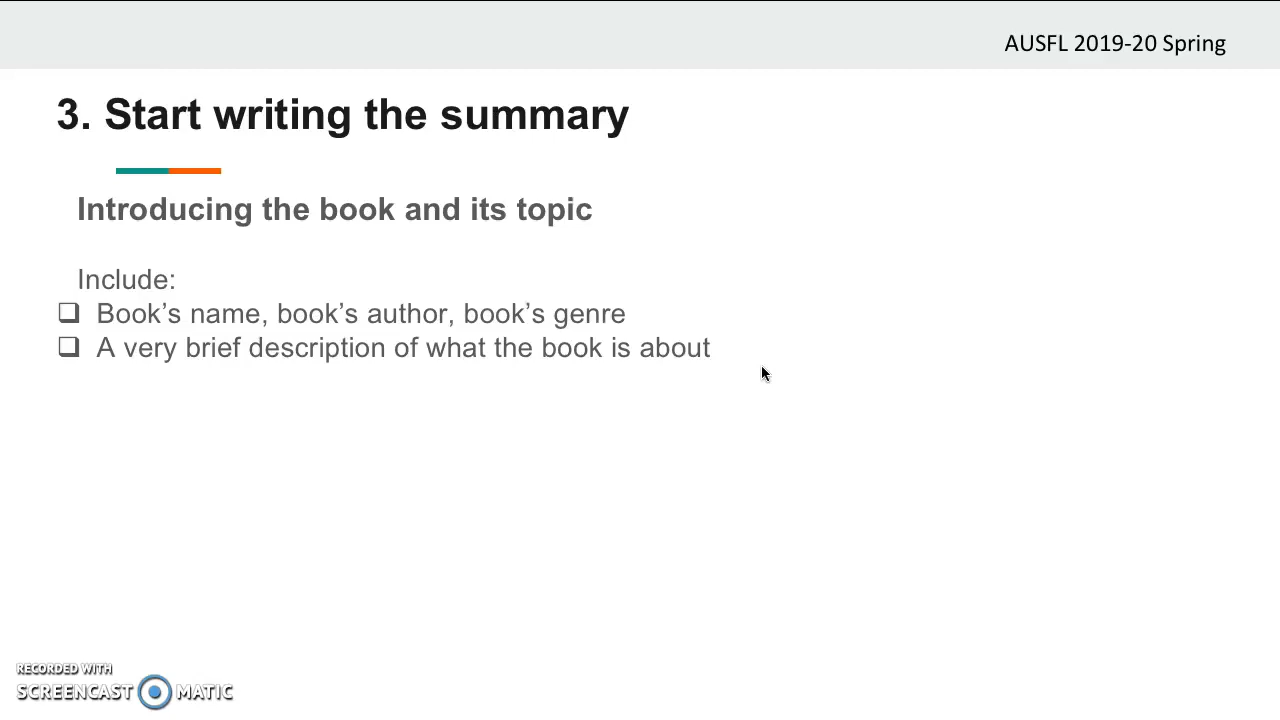 AUSFL 2019-20 Spring
3. Start writing the summary
Introducing the book and its topic
Include:
❑ Book’s name, book’s author, book’s genre
❑ A very brief description of what the book is about
RECORDED WITH
SCREENCAST MATIC